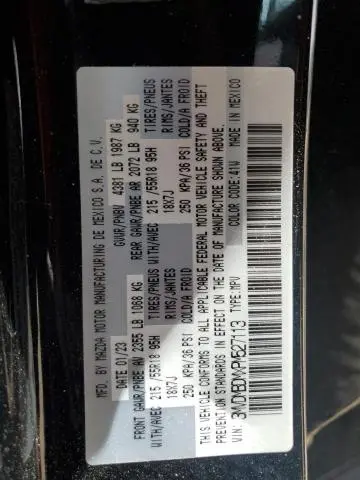 MFD. BY MAZDA MOTOR MANUFACTURING DE MEXICO S.A. DE C.V.
DATE 01/23 GVWR/PNBV 4381 LB 1987 KG
FRONT GAWR/PNBE AV 2355 LB 1068 KG REAR GAWR/PNBE AR 2072 LB 940 KG
WITH/AVEC 215/55R18 95H TIRES/PNEUS WITH/AVEC 215/55R18 95H TIRES/PNEUS
18X7J RIMS/JANTES 18X7J RIMS/JANTES
250 KPA/36 PSI COLD/A FROID 250 KPA/36 PSI COLD/A FROID
THIS VEHICLE CONFORMS TO ALL APPLICABLE FEDERAL MOTOR VEHICLE SAFETY AND THEFT
PREVENTION STANDARDS IN EFFECT ON THE DATE OF MANUFACTURE SHOWN ABOVE.
VIN: TYPE:MPV EXTERIOR COLOR:41W MADE IN MEXICO